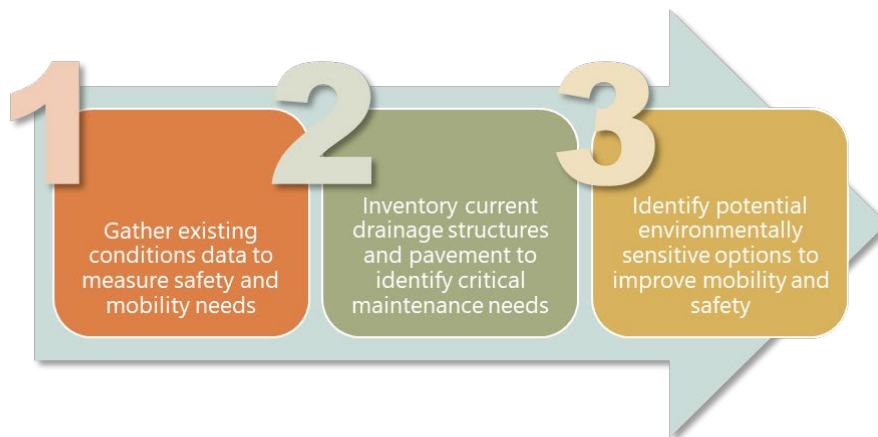 1
Gather existing
conditions data to
measure safety and
mobility needs
2
Inventory current
drainage structures
and pavement to
identify critical
maintenance needs
3
Identify potential
environmentally
sensitive options to
improve mobility and
safety